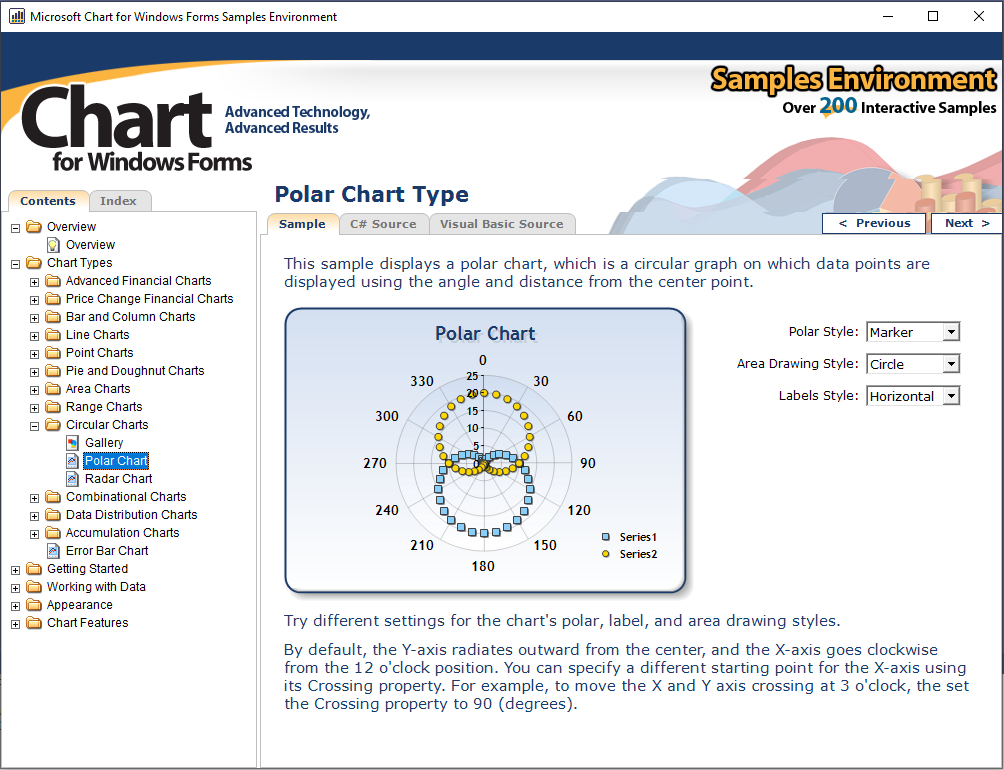 Microsoft Chart for Windows Forms Samples Environment
Chart
for Windows Forms
Advanced Technology,
Advanced Results
Samples Environment
Over 200 Interactive Samples
Contents
Index
Overview
Overview
Chart Types
Advanced Financial Charts
Price Change Financial Charts
Bar and Column Charts
Line Charts
Point Charts
Pie and Doughnut Charts
Area Charts
Range Charts
Circular Charts
Gallery
Polar Chart
Radar Chart
Combinational Charts
Data Distribution Charts
Accumulation Charts
Error Bar Chart
Getting Started
Working with Data
Appearance
Chart Features
Polar Chart Type
Sample
C# Source
Visual Basic Source
< Previous
Next >
This sample displays a polar chart, which is a circular graph on which data points are
displayed using the angle and distance from the center point.
Polar Chart
0
30
60
90
120
150
180
210
240
270
300
330
25
20
15
10
5
0
Series1
Series2
Polar Style: Marker
Area Drawing Style: Circle
Labels Style: Horizontal
Try different settings for the chart's polar, label, and area drawing styles.
By default, the Y-axis radiates outward from the center, and the X-axis goes clockwise
from the 12 o'clock position. You can specify a different starting point for the X-axis using
its Crossing property. For example, to move the X and Y axis crossing at 3 o'clock, the set
the Crossing property to 90 (degrees).